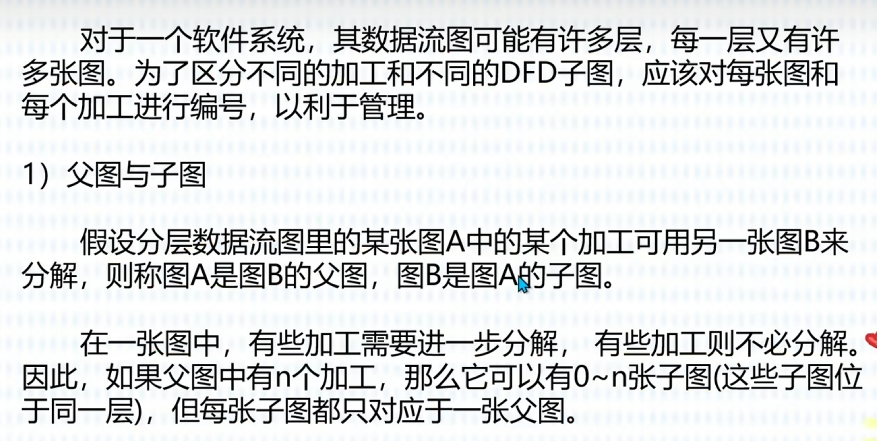 对于一个软件系统，其数据流图可能有许多层，每一层又有许
多张图。为了区分不同的加工和不同的DFD子图，应该对每张图和
每个加工进行编号，以利于管理。
1）父图与子图
假设分层数据流图里的某张图A中的某个加工可用另一张图B来
分解，则称图A是图B的父图，图B是图A的子图。
在一张图中，有些加工需要进一步分解， 有些加工则不必分解。
因此，如果父图中有n个加工，那么它可以有0~n张子图((这些子图位
于同一层)，但每张子图都只对应于一张父图。